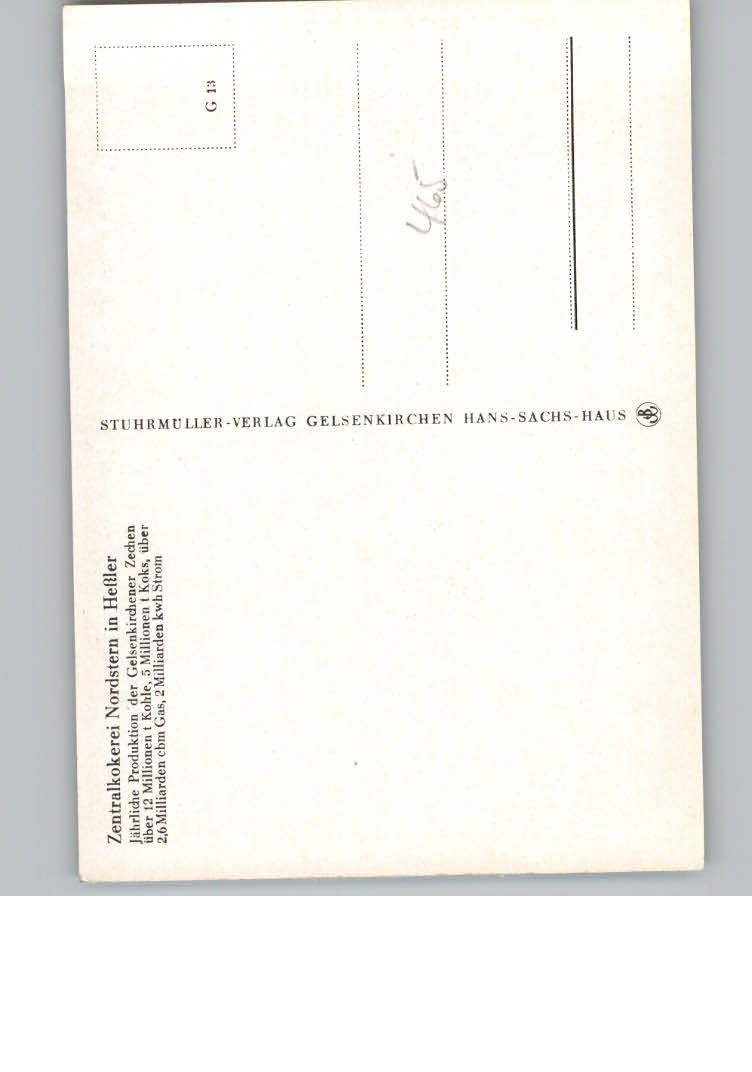 Zentralkokerei Nordstern in Heßler
Jährliche Produktion der Gelsenkirchener Zechen
über 12 Millionen t Kohle, 5 Millionen t Koks, über
2,6 Milliarden cbm Gas, 2 Milliarden kwh Strom
STUHRMÜLLER-VERLAG GELSENKIRCHEN HANS-SACHS-HAUS
G 13
465